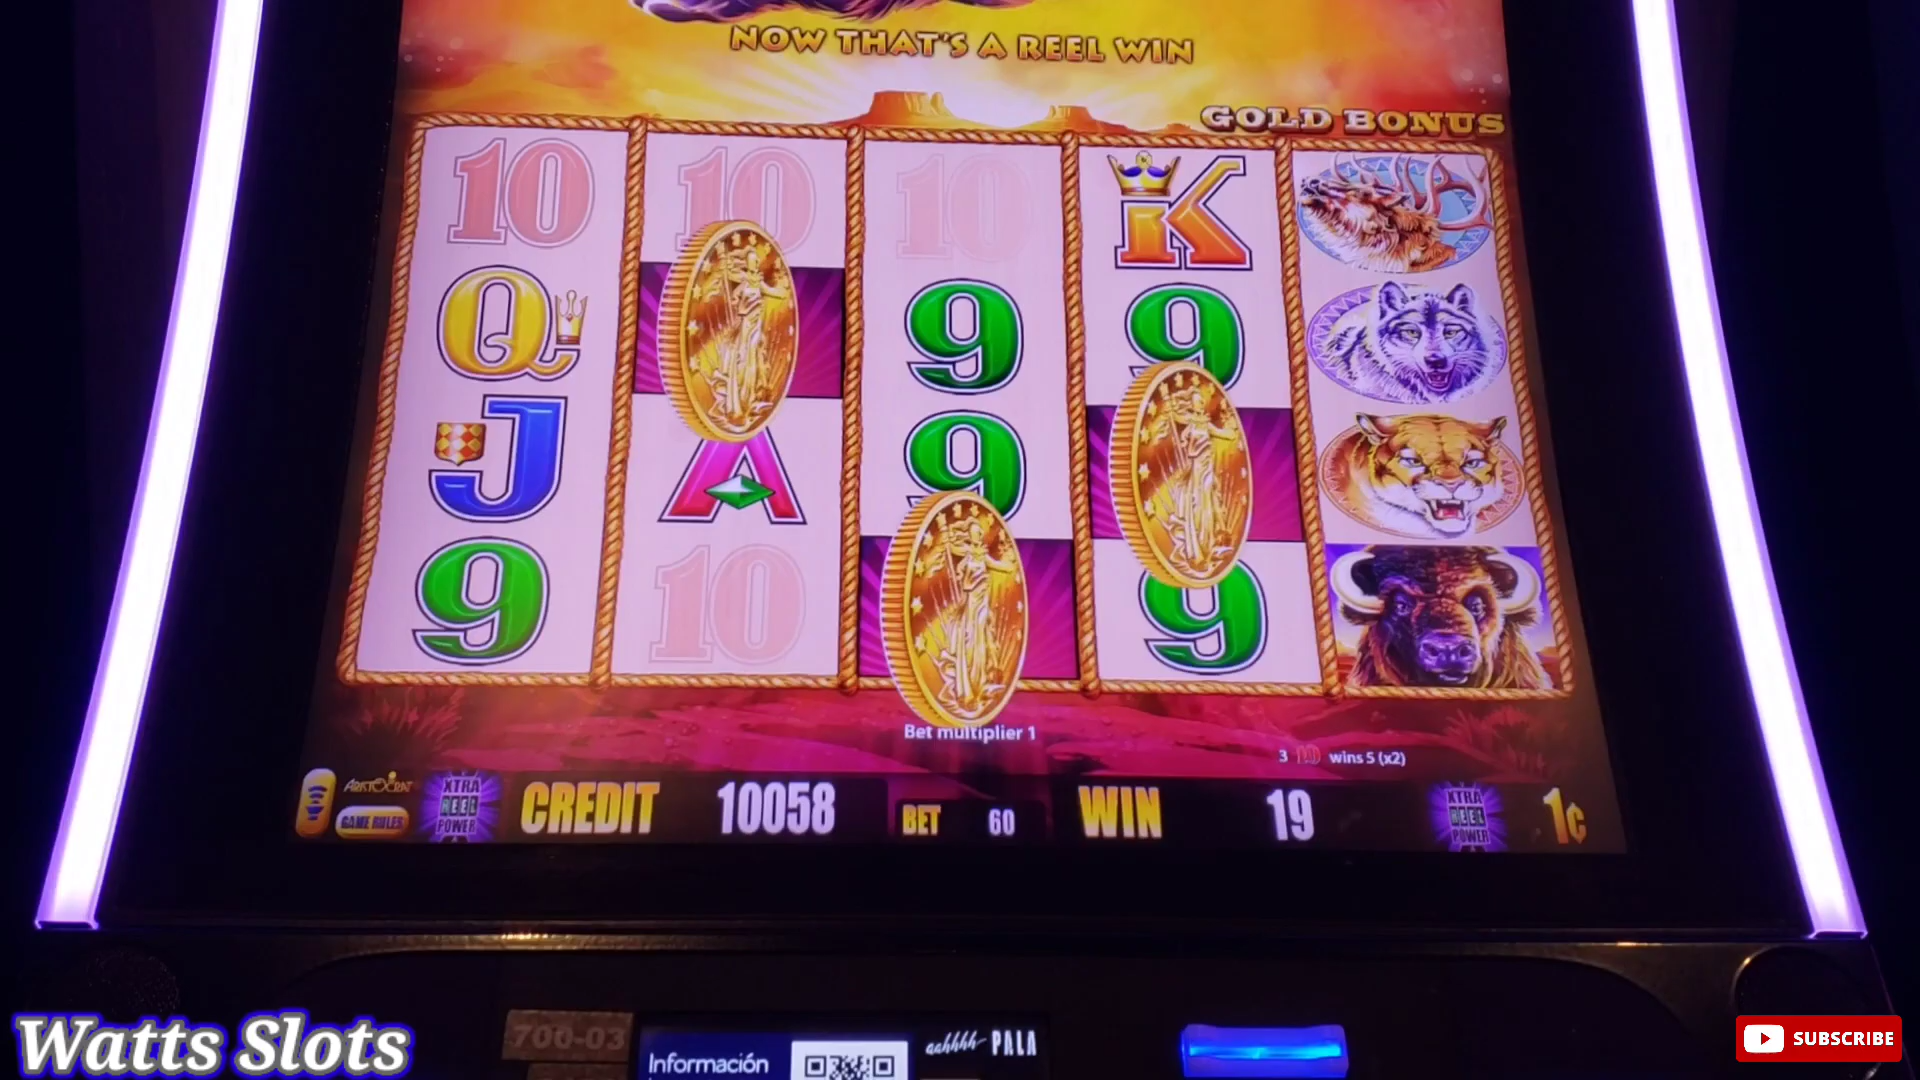 NOW THAT'S A REEL WIN
GOLD BONUS
10 10 10 K
Q 9 9
J A 9
9 10 9
Bet multiplier 1
3 10 wins 5 (x2)
ARISTOCRAT
GAME RULES
XTRA REEL POWER
CREDIT 10058
BET 60
WIN 19
XTRA REEL POWER
1¢
700-03
Información
aahhhh PALA
Watts Slots
SUBSCRIBE